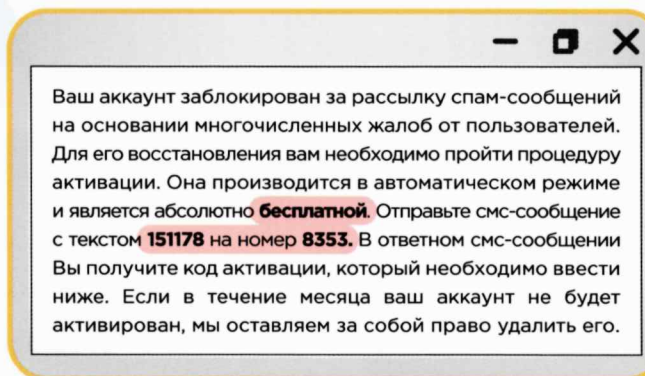 Ваш аккаунт заблокирован за рассылку спам-сообщений
на основании многочисленных жалоб от пользователей.
Для его восстановления вам необходимо пройти процедуру
активации. Она производится в автоматическом режиме
и является абсолютно бесплатной. Отправьте смс-сообщение
с текстом 151178 на номер 8353. В ответном смс-сообщении
Вы получите код активации, который необходимо ввести
ниже. Если в течение месяца ваш аккаунт не будет
активирован, мы оставляем за собой право удалить его.